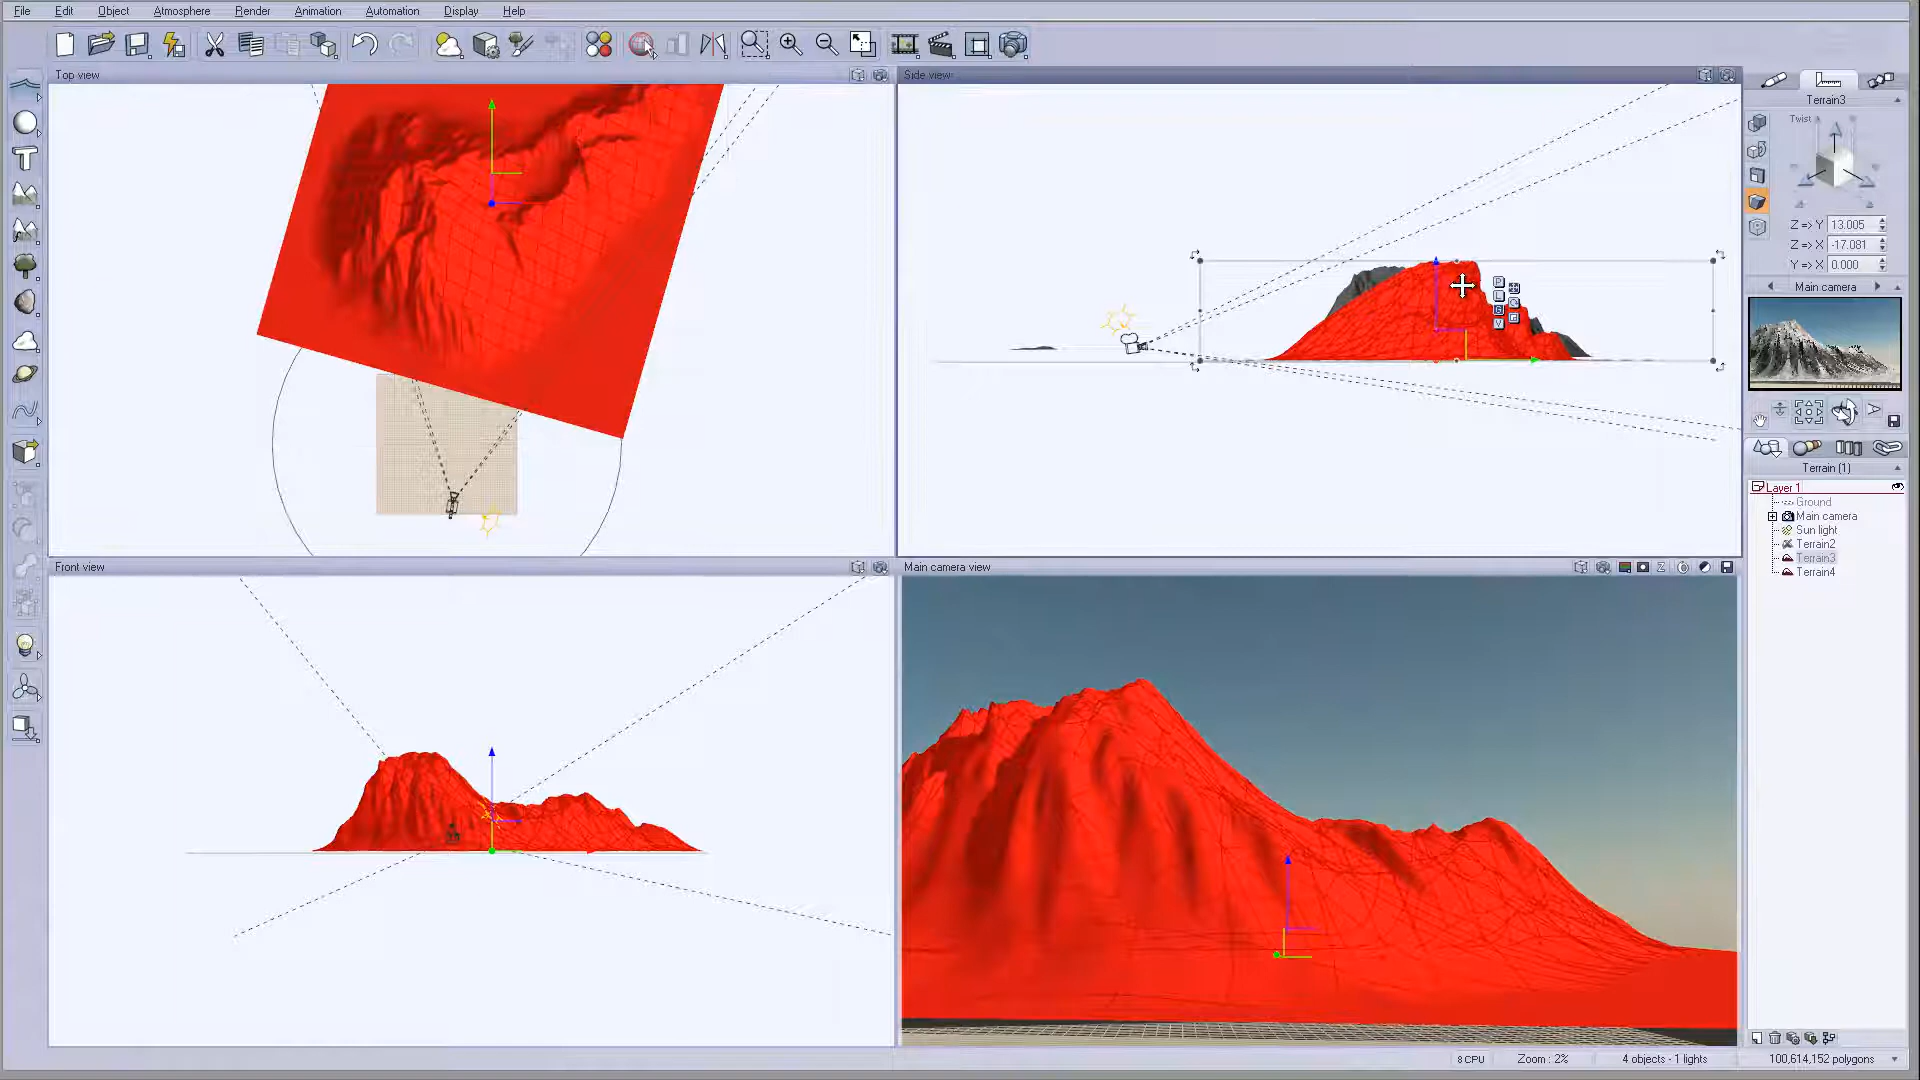 File Edit Object Atmosphere Render Animation Automation Display Help
Top view
Side view
Terrain3
Twist
Z => Y 13.005
Z => X -17.081
Y => X 0.000
Main camera
Terrain (1)
Layer 1
Ground
Main camera
Sun light
Terrain2
Terrain3
Terrain4
Front view
Main camera view
8 CPU Zoom : 2% 4 objects - 1 lights 100,614,152 polygons